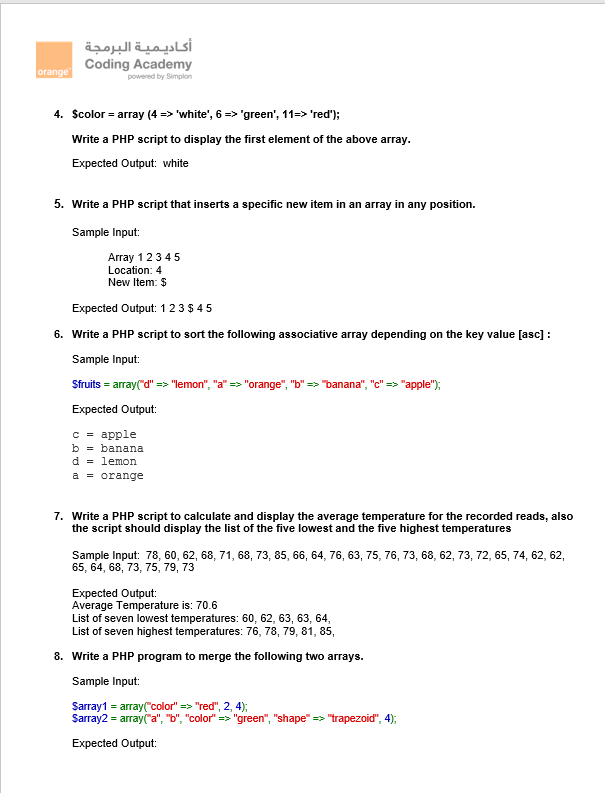 أكاديمية البرمجة
orange
Coding Academy
powered by Simplon
4. $color = array (4 => 'white', 6 => 'green', 11=> 'red');
Write a PHP script to display the first element of the above array.
Expected Output: white
5. Write a PHP script that inserts a specific new item in an array in any position.
Sample Input:
Array 1 2 3 4 5
Location: 4
New Item: $
Expected Output: 1 2 3 $ 4 5
6. Write a PHP script to sort the following associative array depending on the key value [asc] :
Sample Input:
$fruits = array("d" => "lemon", "a" => "orange", "b" => "banana", "c" => "apple");
Expected Output:
c = apple
b = banana
d = lemon
a = orange
7. Write a PHP script to calculate and display the average temperature for the recorded reads, also
the script should display the list of the five lowest and the five highest temperatures
Sample Input: 78, 60, 62, 68, 71, 68, 73, 85, 66, 64, 76, 63, 75, 76, 73, 68, 62, 73, 72, 65, 74, 62, 62,
65, 64, 68, 73, 75, 79, 73
Expected Output:
Average Temperature is: 70.6
List of seven lowest temperatures: 60, 62, 63, 63, 64,
List of seven highest temperatures: 76, 78, 79, 81, 85,
8. Write a PHP program to merge the following two arrays.
Sample Input:
$array1 = array("color" => "red", 2, 4);
$array2 = array("a", "b", "color" => "green", "shape" => "trapezoid", 4);
Expected Output: